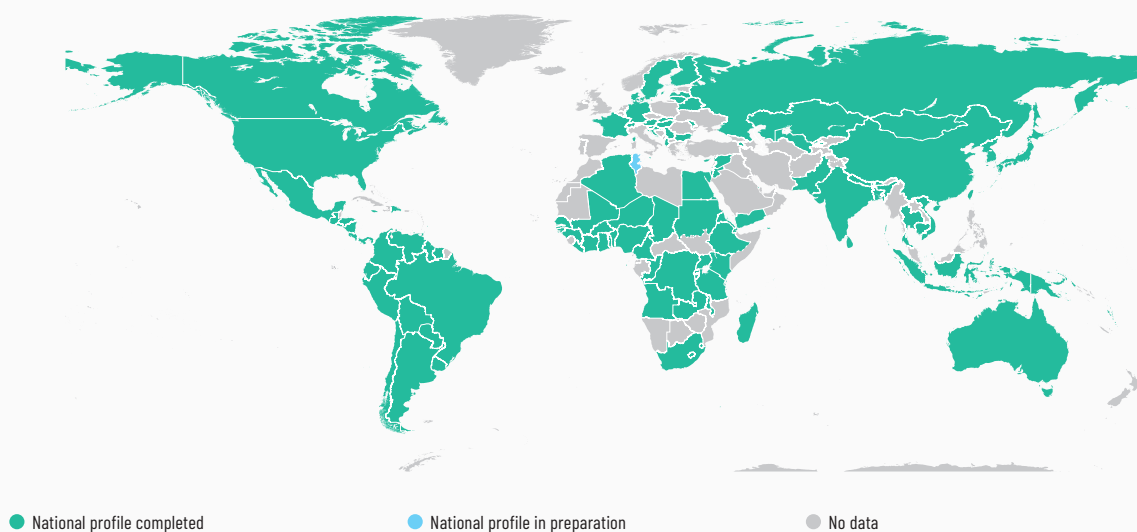 National profile completed
National profile in preparation
No data